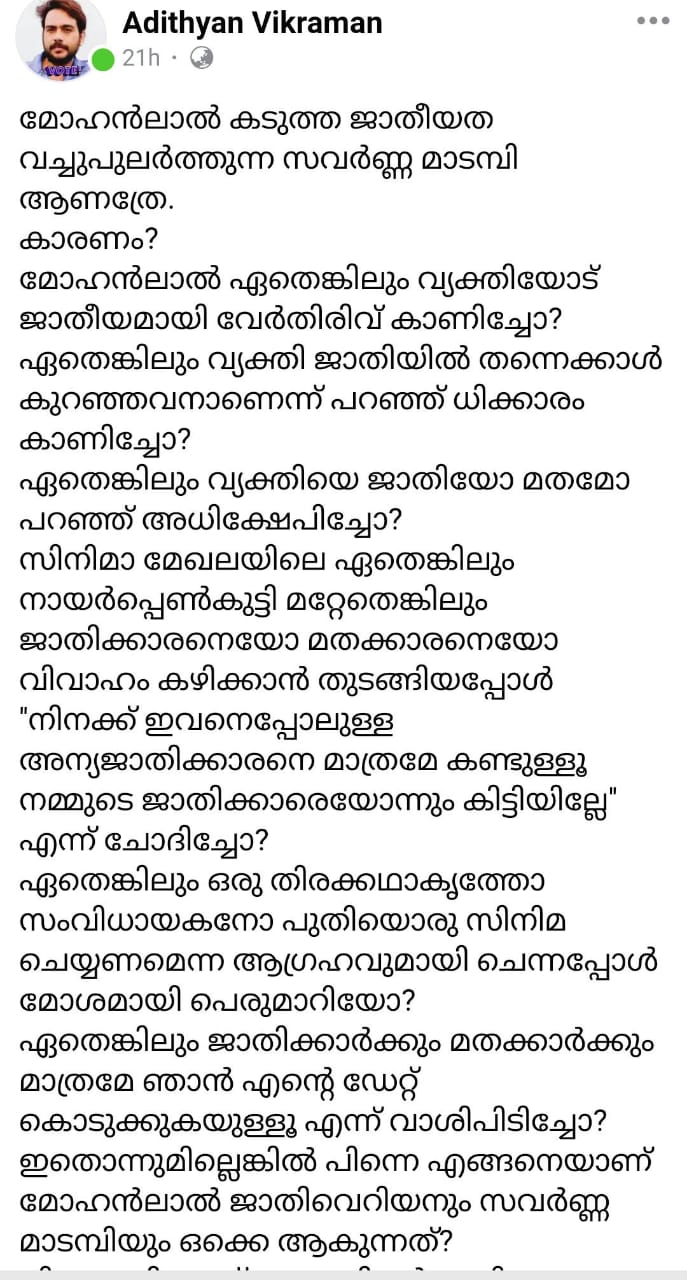 Adithyan Vikraman
21h
VOTE!
മോഹൻലാൽ കടുത്ത ജാതീയത
വച്ചുപുലർത്തുന്ന സവർണ്ണ മാടമ്പി
ആണത്രേ.
കാരണം?
മോഹൻലാൽ ഏതെങ്കിലും വ്യക്തിയോട്
ജാതീയമായി വേർതിരിവ് കാണിച്ചോ?
ഏതെങ്കിലും വ്യക്തി ജാതിയിൽ തന്നെക്കാൾ
കുറഞ്ഞവനാണെന്ന് പറഞ്ഞ് ധിക്കാരം
കാണിച്ചോ?
ഏതെങ്കിലും വ്യക്തിയെ ജാതിയോ മതമോ
പറഞ്ഞ് അധിക്ഷേപിച്ചോ?
സിനിമാ മേഖലയിലെ ഏതെങ്കിലും
നായർപ്പെൺകുട്ടി മറ്റേതെങ്കിലും
ജാതിക്കാരനെയോ മതക്കാരനെയോ
വിവാഹം കഴിക്കാൻ തുടങ്ങിയപ്പോൾ
"നിനക്ക് ഇവനെപ്പോലുള്ള
അന്യജാതിക്കാരനെ മാത്രമേ കണ്ടുള്ളൂ
നമ്മുടെ ജാതിക്കാരെയോന്നും കിട്ടിയില്ലേ"
എന്ന് ചോദിച്ചോ?
ഏതെങ്കിലും ഒരു തിരക്കഥാകൃത്തോ
സംവിധായകനോ പുതിയൊരു സിനിമ
ചെയ്യണമെന്ന ആഗ്രഹവുമായി ചെന്നപ്പോൾ
മോശമായി പെരുമാറിയോ?
ഏതെങ്കിലും ജാതിക്കാർക്കും മതക്കാർക്കും
മാത്രമേ ഞാൻ എന്റെ ഡേറ്റ്
കൊടുക്കുകയുള്ളൂ എന്ന് വാശിപിടിച്ചോ?
ഇതൊന്നുമില്ലെങ്കിൽ പിന്നെ എങ്ങനെയാണ്
മോഹൻലാൽ ജാതിവെറിയനും സവർണ്ണ
മാടമ്പിയും ഒക്കെ ആകുന്നത്?